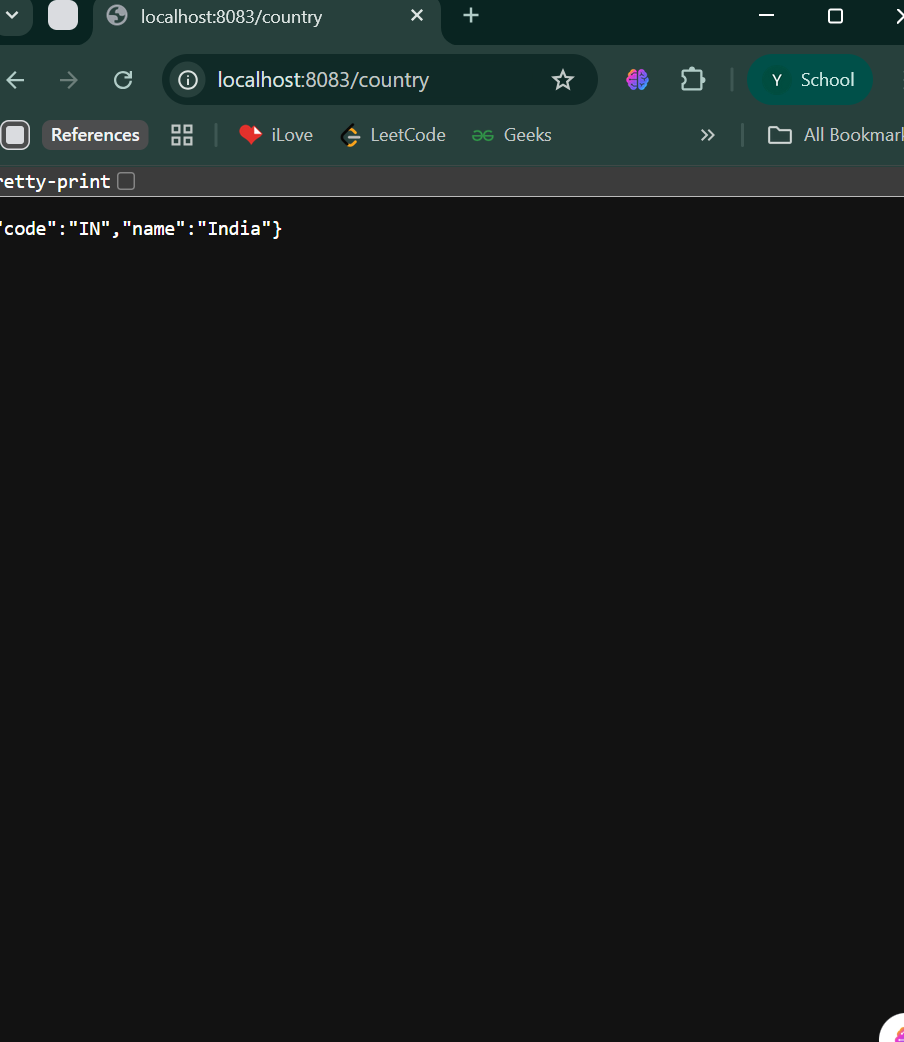 localhost:8083/country
localhost:8083/country
Y School
References iLove LeetCode Geeks All Bookmar
retty-print
"code":"IN","name":"India"}